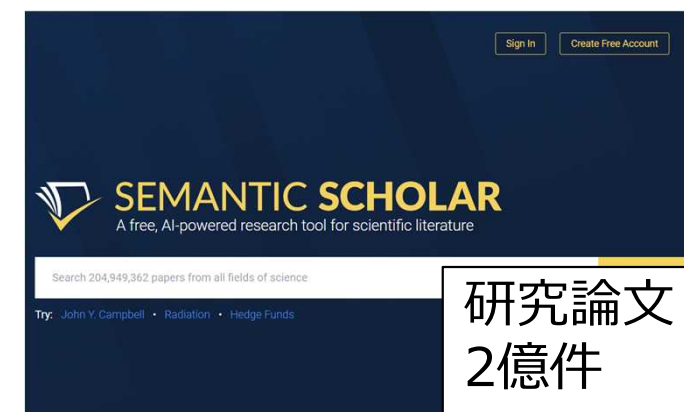 Sign In
Create Free Account
SEMANTIC SCHOLAR
A free, AI-powered research tool for scientific literature
Search 204,949,362 papers from all fields of science
Try: John Y. Campbell • Radiation • Hedge Funds
研究論文
2億件